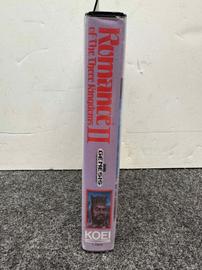 Romance II
of The Three Kingdoms
GENESIS
KOEI